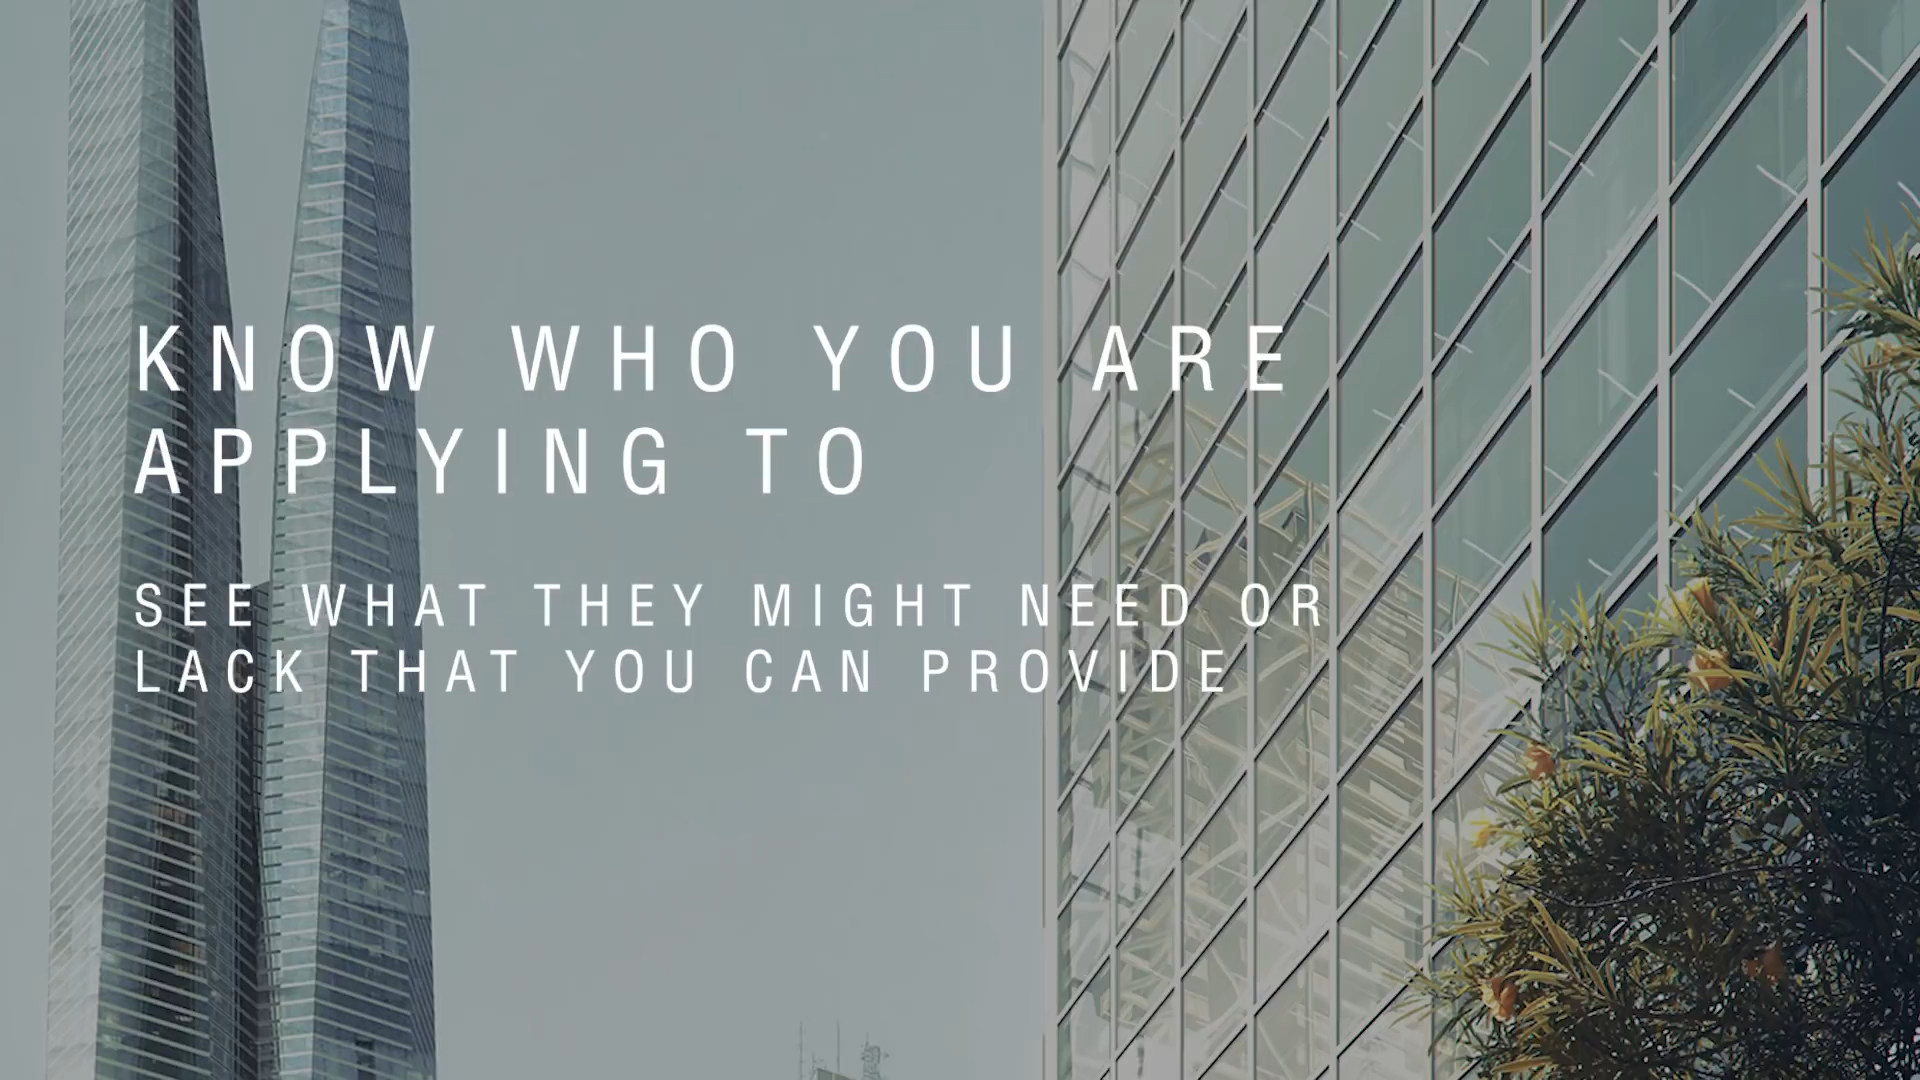 KNOW WHO YOU ARE
APPLYING TO
SEE WHAT THEY MIGHT NEED OR
LACK THAT YOU CAN PROVIDE